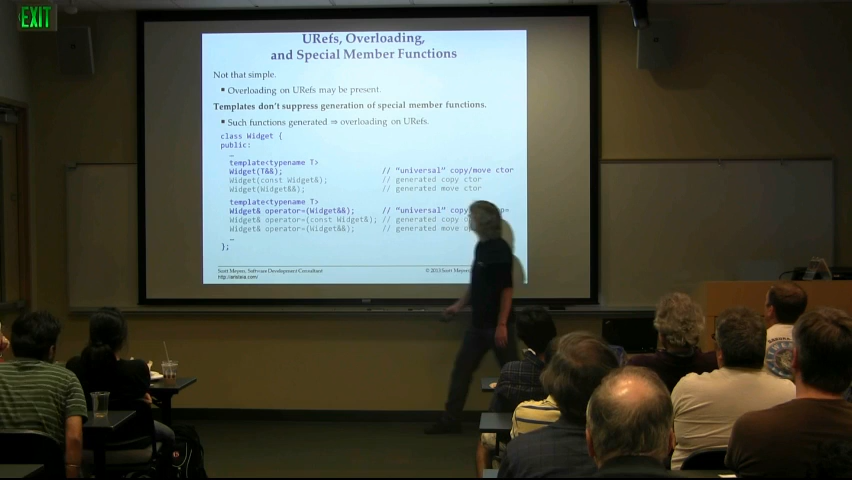 EXIT
URefs, Overloading,
and Special Member Functions
Not that simple.
▪ Overloading on URefs may be present.
Templates don't suppress generation of special member functions.
▪ Such functions generated ⇒ overloading on URefs.
class Widget {
public:
…
template<typename T>
Widget(T&&); // "universal" copy/move ctor
Widget(const Widget&); // generated copy ctor
Widget(Widget&&); // generated move ctor
template<typename T>
Widget& operator=(Widget&&); // "universal" op=
Widget& operator=(const Widget&); // generated copy
Widget& operator=(Widget&&); // generated move
…
};
Scott Meyers, Software Development Consultant © 2013 Scott Meyers
http://aristeia.com/